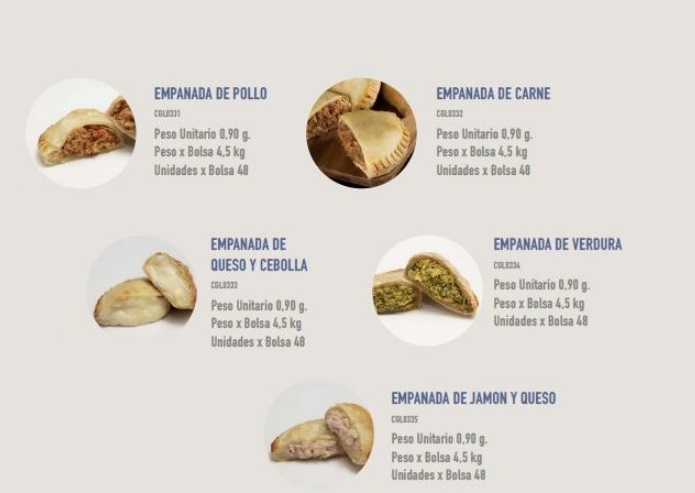 EMPANADA DE POLLO
CGL0331
Peso Unitario 0,90 g.
Peso x Bolsa 4,5 kg
Unidades x Bolsa 48
EMPANADA DE CARNE
CGL0332
Peso Unitario 0,90 g.
Peso x Bolsa 4,5 kg
Unidades x Bolsa 48
EMPANADA DE
QUESO Y CEBOLLA
CGL0333
Peso Unitario 0,90 g.
Peso x Bolsa 4,5 kg
Unidades x Bolsa 48
EMPANADA DE VERDURA
CGL0334
Peso Unitario 0,90 g.
Peso x Bolsa 4,5 kg
Unidades x Bolsa 48
EMPANADA DE JAMON Y QUESO
CGL0335
Peso Unitario 0,90 g.
Peso x Bolsa 4,5 kg
Unidades x Bolsa 48